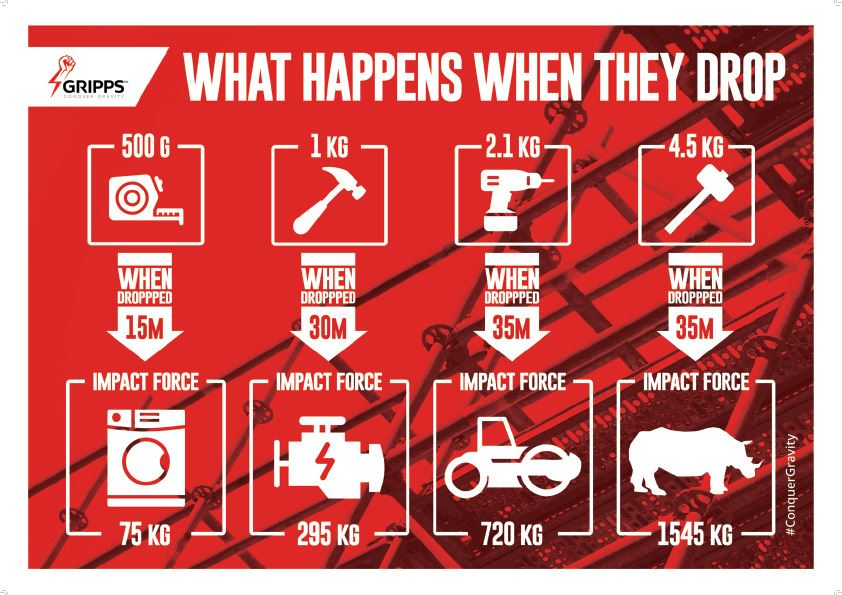 GRIPPS™
CONQUER GRAVITY
WHAT HAPPENS WHEN THEY DROP
500 G
1 KG
2.1 KG
4.5 KG
WHEN
DROPPPED
15M
WHEN
DROPPPED
30M
WHEN
DROPPPED
35M
WHEN
DROPPPED
35M
IMPACT FORCE
75 KG
IMPACT FORCE
295 KG
IMPACT FORCE
720 KG
IMPACT FORCE
1545 KG
#ConquerGravity